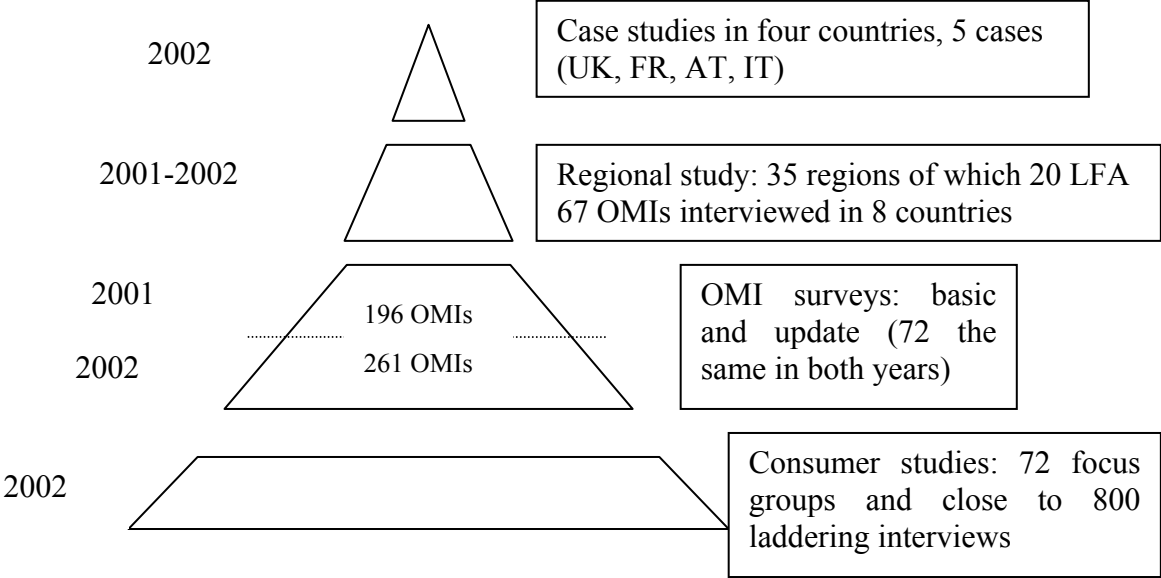 2002
Case studies in four countries, 5 cases
(UK, FR, AT, IT)
2001-2002
Regional study: 35 regions of which 20 LFA
67 OMIs interviewed in 8 countries
2001
196 OMIs
2002
261 OMIs
OMI surveys: basic
and update (72 the
same in both years)
2002
Consumer studies: 72 focus
groups and close to 800
laddering interviews